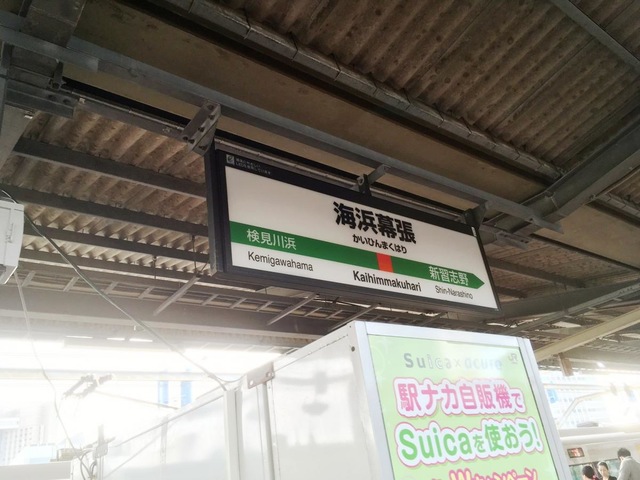 海浜幕張
かいひんまくはり
検見川浜
新習志野
Kemigawahama
Kaihimmakuhari
Shin-Narashino
Suica×acure
駅ナカ自販機で
Suicaを使おう!